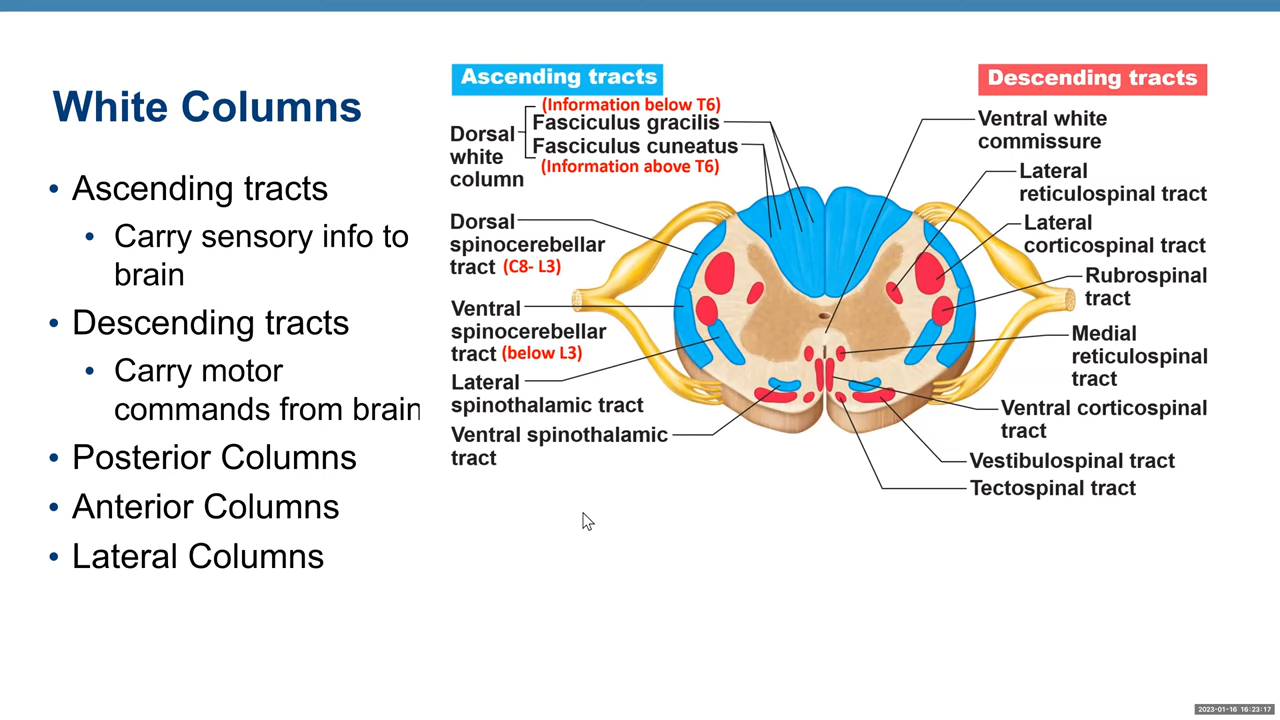 White Columns
• Ascending tracts
• Carry sensory info to
brain
• Descending tracts
• Carry motor
commands from brain
• Posterior Columns
• Anterior Columns
• Lateral Columns
Ascending tracts
(Information below T6)
Fasciculus gracilis
Dorsal
white
column
Fasciculus cuneatus
(Information above T6)
Dorsal
spinocerebellar
tract (C8- L3)
Ventral
spinocerebellar
tract (below L3)
Lateral
spinothalamic tract
Ventral spinothalamic
tract
Descending tracts
Ventral white
commissure
Lateral
reticulospinal tract
Lateral
corticospinal tract
Rubrospinal
tract
Medial
reticulospinal
tract
Ventral corticospinal
tract
Vestibulospinal tract
Tectospinal tract
2023-01-16 16:23:17